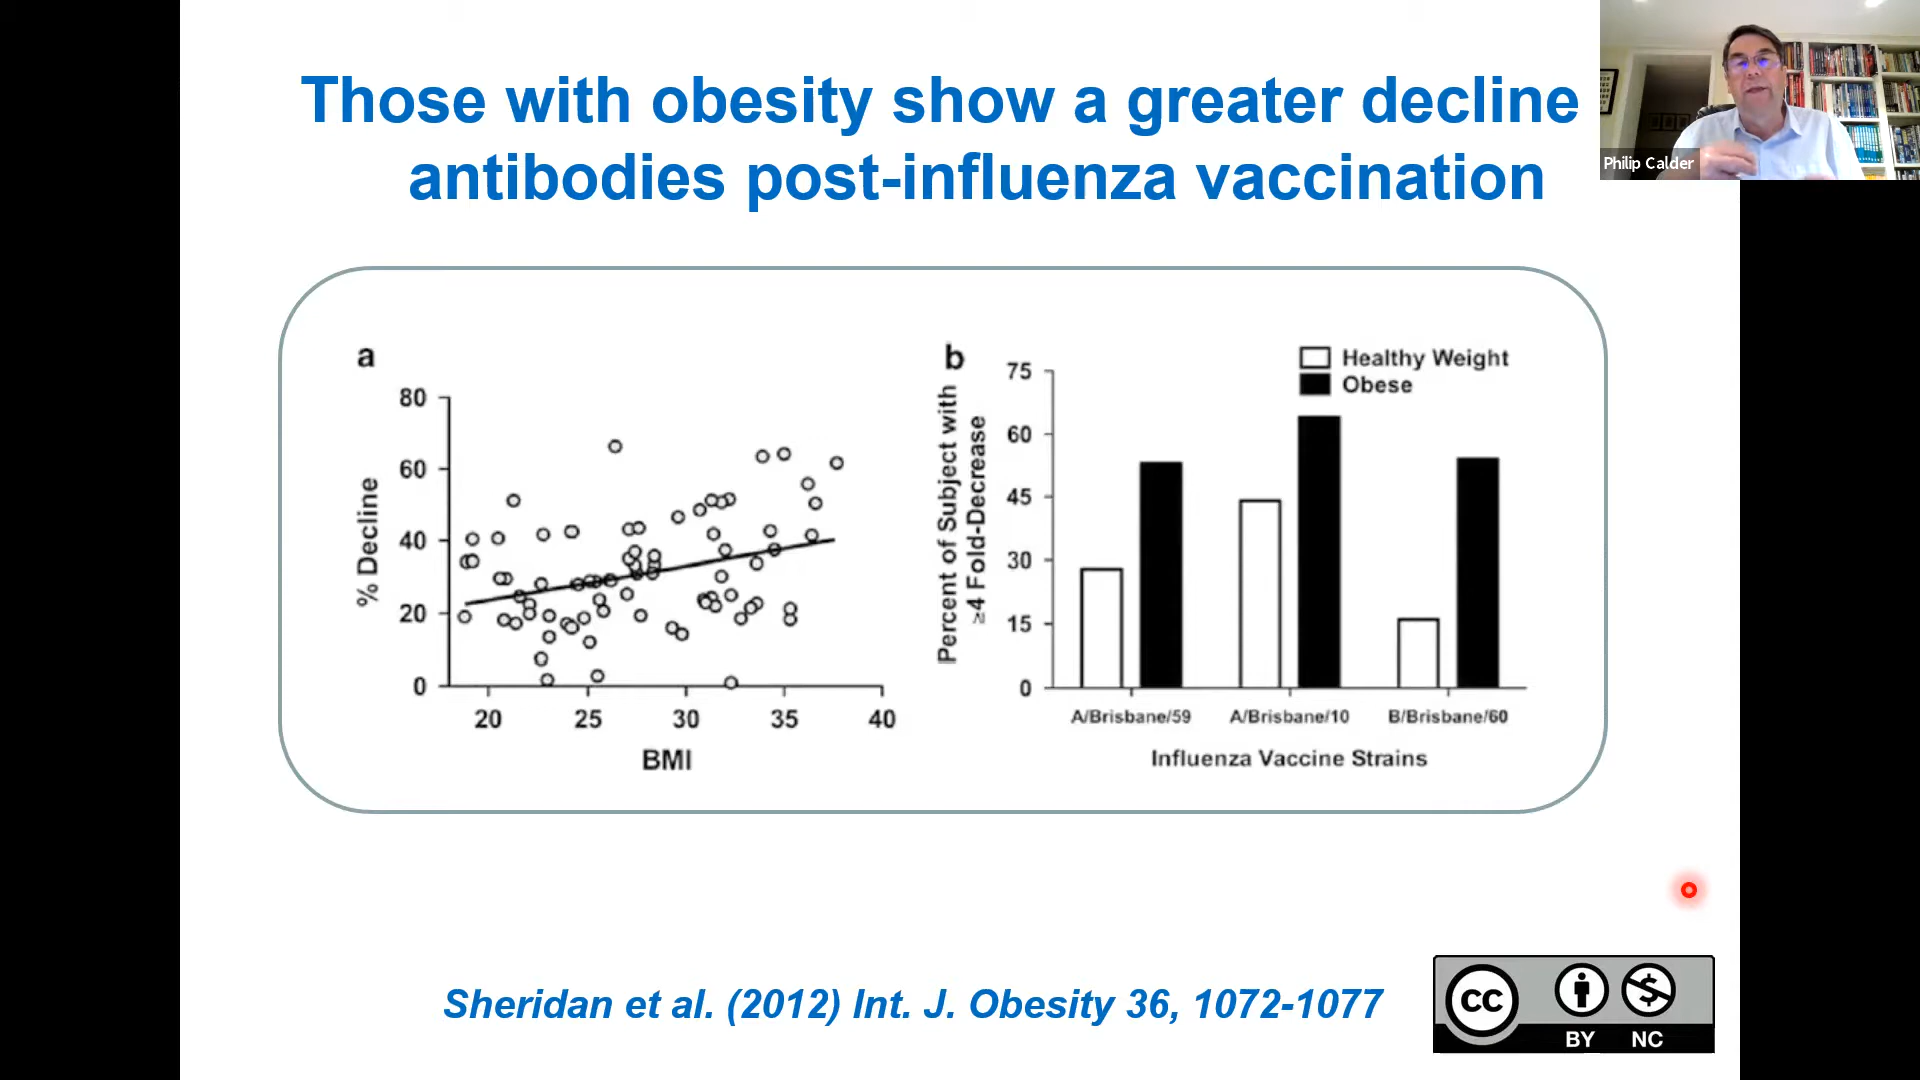 Those with obesity show a greater decline
antibodies post-influenza vaccination
Philip Calder
a
80
60
40
20
0
% Decline
20 25 30 35 40
BMI
b
Healthy Weight
Obese
75
60
45
30
15
0
Percent of Subject with
≥4 Fold-Decrease
A/Brisbane/59 A/Brisbane/10 B/Brisbane/60
Influenza Vaccine Strains
Sheridan et al. (2012) Int. J. Obesity 36, 1072-1077
CC
BY NC